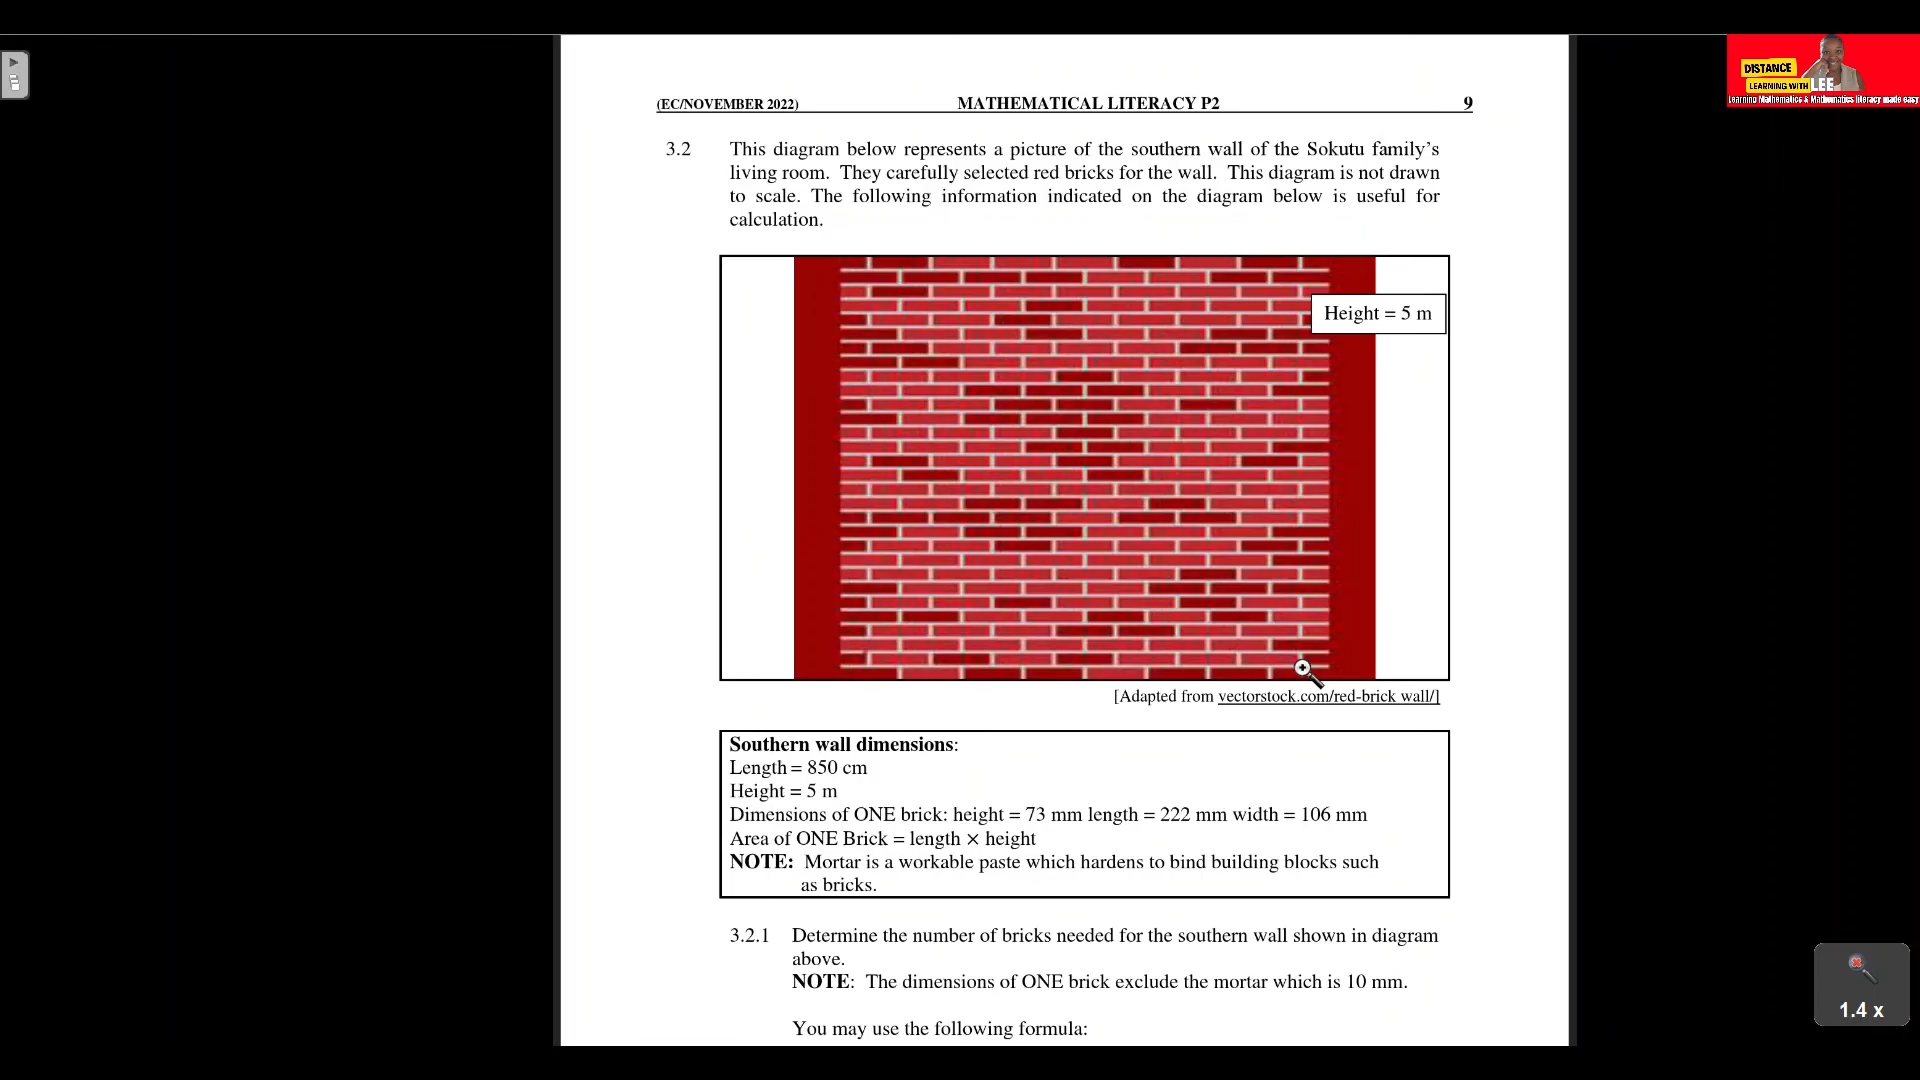 DISTANCE
LEARNING WITH LEE
Learning Mathematics & Mathematics literacy made easy
(EC/NOVEMBER 2022) MATHEMATICAL LITERACY P2 9
3.2 This diagram below represents a picture of the southern wall of the Sokutu family’s
living room. They carefully selected red bricks for the wall. This diagram is not drawn
to scale. The following information indicated on the diagram below is useful for
calculation.
Height = 5 m
[Adapted from vectorstock.com/red-brick wall/]
Southern wall dimensions:
Length = 850 cm
Height = 5 m
Dimensions of ONE brick: height = 73 mm length = 222 mm width = 106 mm
Area of ONE Brick = length × height
NOTE: Mortar is a workable paste which hardens to bind building blocks such
as bricks.
3.2.1 Determine the number of bricks needed for the southern wall shown in diagram
above.
NOTE: The dimensions of ONE brick exclude the mortar which is 10 mm.
You may use the following formula:
1.4 x